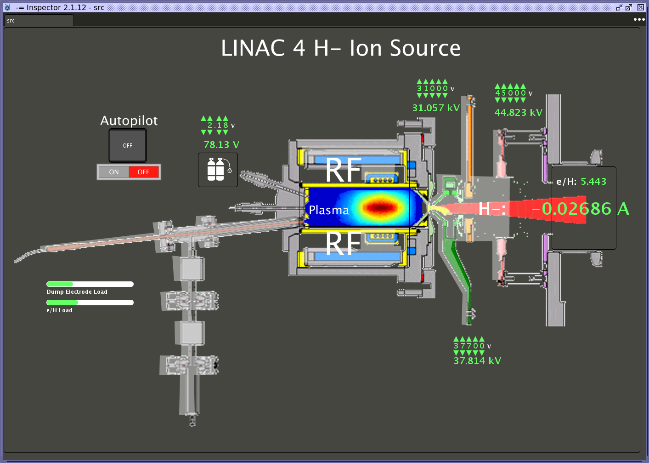 Inspector 2.1.12 - src
src
LINAC 4 H- Ion Source
Autopilot
OFF
ON OFF
2.18 v
78.13 V
31000 v
31.057 kV
45000 v
44.823 kV
RF
Plasma
RF
e/H: 5.443
H-: 0.02686 A
Dump Electrode Load
e/H Load
37700 v
37.814 kV